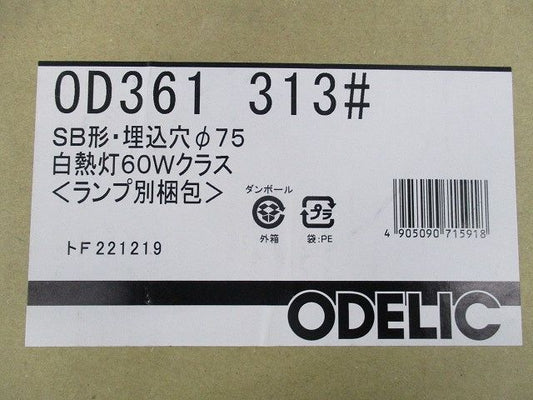 OD361 313#
SB形・埋込穴φ75
白熱灯60Wクラス
<ランプ別梱包>
ダンボール
外箱
プラ
袋:PE
4 905090 715918
トF221219
ODELIC